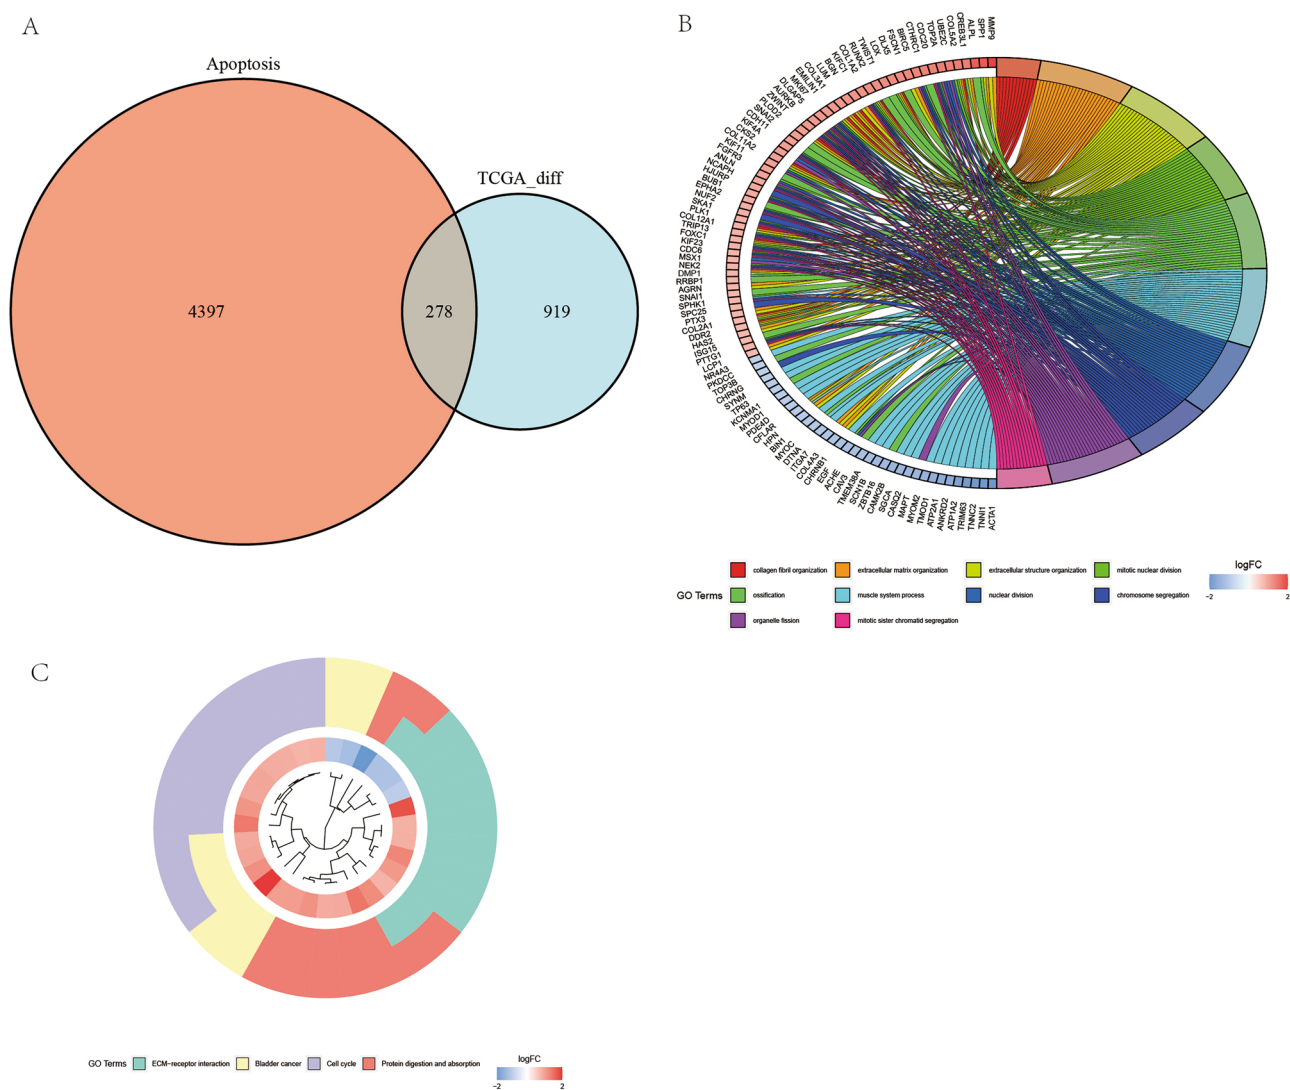 A
Apoptosis
TCGA_diff
4397
278
919
B
MMP9
SPP1
ALPL
CREB3L1
COL5A2
UBE2C
TOP2A
CDC20
CTHRC1
BIRC5
FSCN1
DLX5
LOX
TWIST1
RUNX2
COL1A2
KIFC1
BGN
LUM
COL3A1
EMILIN1
MKI67
DLGAP5
AURKB
ZWINT
PLOD2
SNAI2
CDH11
KIF4A
CKS2
COL11A2
KIF11
FGFR3
ANLN
NCAPH
HJURP
BUB1
EPHA2
NUF2
SKA1
PLK1
COL12A1
TRIP13
FOXC1
KIF23
CDC6
MSX1
NEK2
DMP1
RRBP1
AGRN
SNAI1
SPHK1
SPC25
PTX3
COL2A1
DDR2
HAS2
ISG15
PTTG1
LCP1
NR4A3
PKDCC
TOP3B
CHRNG
SYNM
TP63
KCNMA1
MYOD1
PDE4D
CFLAR
HPN
BIN1
MYOC
DTNA
ITGA7
COL4A3
CHRNB1
EGF
ACHE
CAV3
TMEM38A
SCN1B
ZBTB16
CAMK2B
SGCA
CASQ2
MAPT
MYOM2
TMOD1
ATP2A1
ANKRD2
ATP1A2
TRIM63
TNNC2
TNNI1
ACTA1
GO Terms
collagen fibril organization
extracellular matrix organization
extracellular structure organization
mitotic nuclear division
ossification
muscle system process
nuclear division
chromosome segregation
organelle fission
mitotic sister chromatid segregation
logFC
−2
2
C
GO Terms
ECM−receptor interaction
Bladder cancer
Cell cycle
Protein digestion and absorption
logFC
−2
2